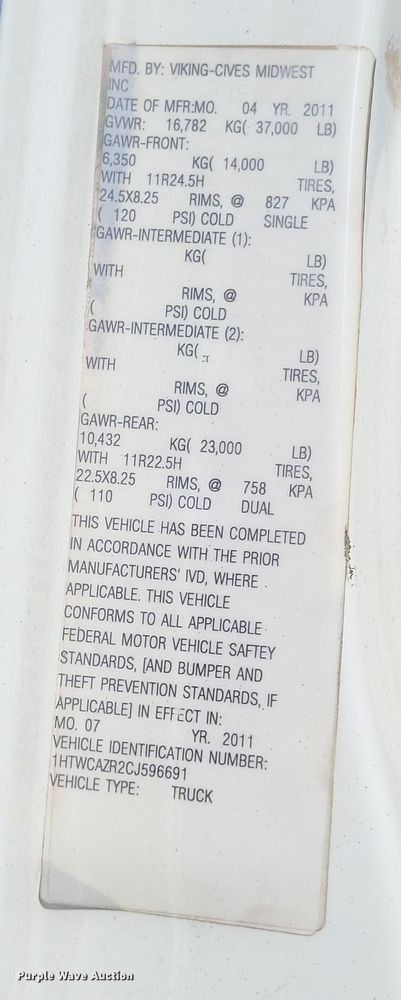 MFD. BY: VIKING-CIVES MIDWEST
INC
DATE OF MFR:MO. 04 YR. 2011
GVWR: 16,782 KG( 37,000 LB)
GAWR-FRONT:
6,350 KG( 14,000 LB)
WITH 11R24.5H TIRES,
24.5X8.25 RIMS, @ 827 KPA
( 120 PSI) COLD SINGLE
GAWR-INTERMEDIATE (1):
KG( LB)
WITH TIRES,
RIMS, @ KPA
( PSI) COLD
GAWR-INTERMEDIATE (2):
KG( LB)
WITH TIRES,
RIMS, @ KPA
( PSI) COLD
GAWR-REAR:
10,432 KG( 23,000 LB)
WITH 11R22.5H TIRES,
22.5X8.25 RIMS, @ 758 KPA
( 110 PSI) COLD DUAL
THIS VEHICLE HAS BEEN COMPLETED
IN ACCORDANCE WITH THE PRIOR
MANUFACTURERS' IVD, WHERE
APPLICABLE. THIS VEHICLE
CONFORMS TO ALL APPLICABLE
FEDERAL MOTOR VEHICLE SAFTEY
STANDARDS, [AND BUMPER AND
THEFT PREVENTION STANDARDS, IF
APPLICABLE] IN EFFECT IN:
MO. 07 YR. 2011
VEHICLE IDENTIFICATION NUMBER:
1HTWCAZR2CJ596691
VEHICLE TYPE: TRUCK
Purple Wave Auction